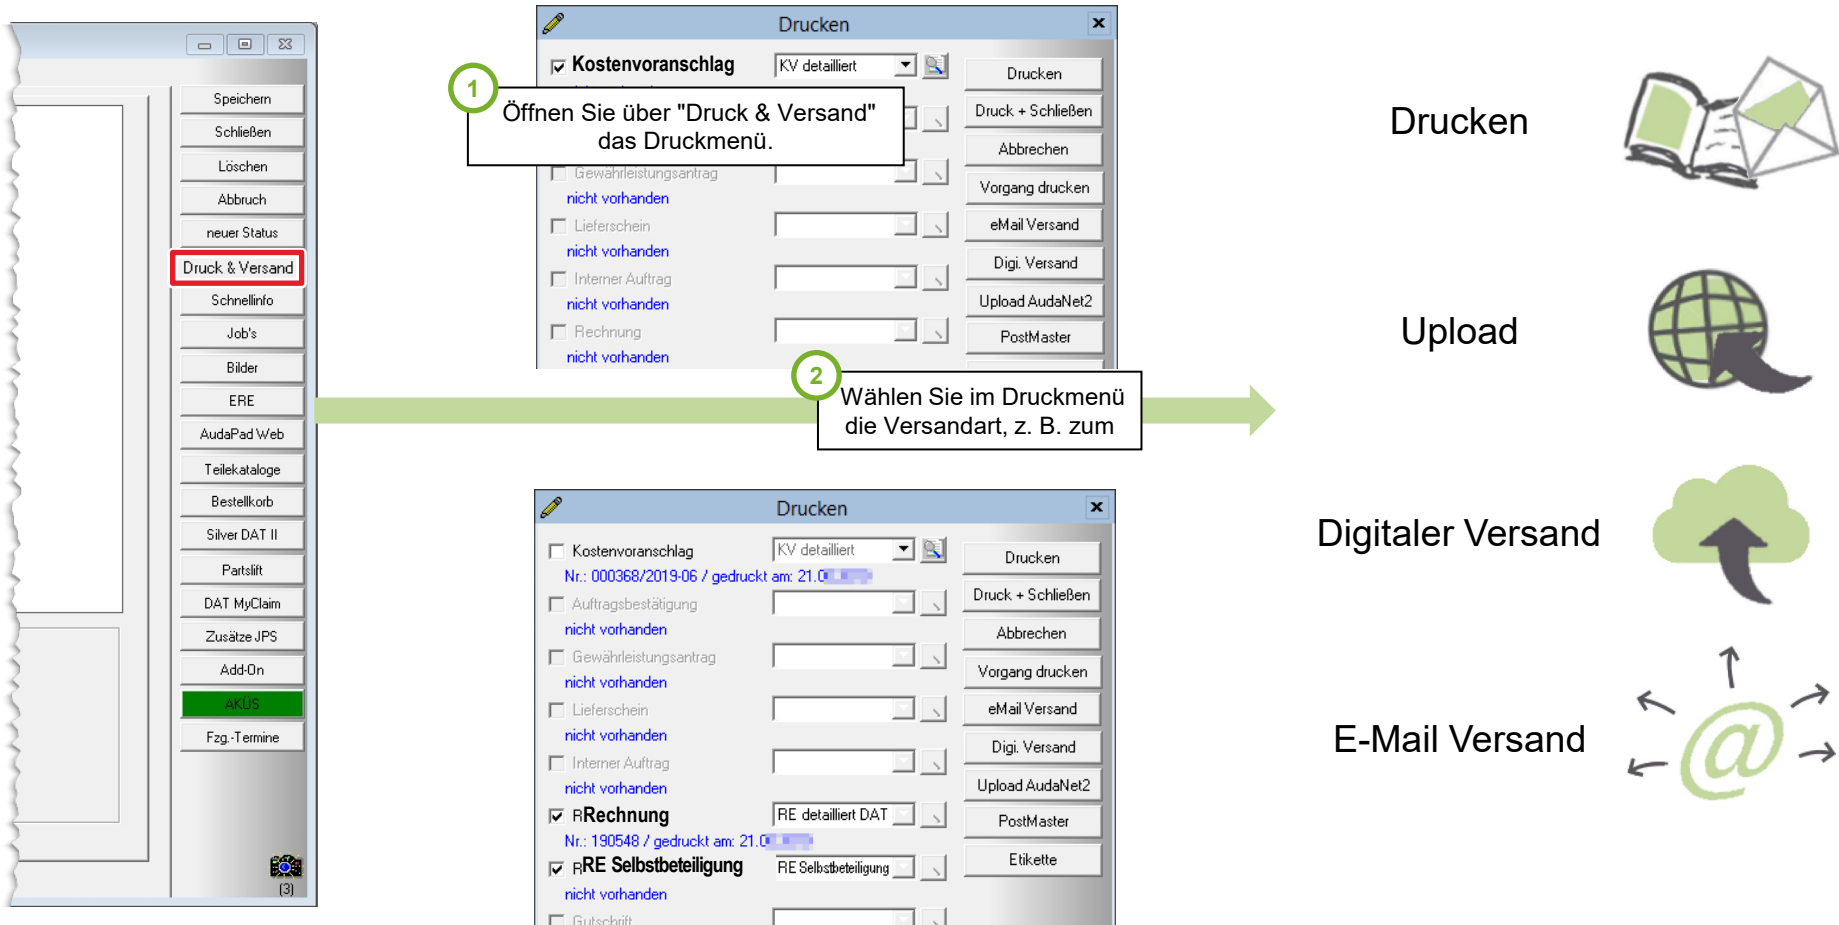 Speichern
Schließen
Löschen
Abbruch
neuer Status
Druck & Versand
Schnellinfo
Job's
Bilder
ERE
AudaPad Web
Teilekataloge
Bestellkorb
Silver DAT II
Partslift
DAT MyClaim
Zusätze JPS
Add-On
AKÜS
Fzg.-Termine
(3)
Drucken
Kostenvoranschlag KV detailliert
1
Öffnen Sie über "Druck & Versand"
das Druckmenü.
Gewährleistungsantrag
nicht vorhanden
Lieferschein
nicht vorhanden
Interner Auftrag
nicht vorhanden
Rechnung
nicht vorhanden
Drucken
Druck + Schließen
Abbrechen
Vorgang drucken
eMail Versand
Digi. Versand
Upload AudaNet2
PostMaster
2
Wählen Sie im Druckmenü
die Versandart, z. B. zum
Drucken
Kostenvoranschlag KV detailliert
Nr.: 000368/2019-06 / gedruckt am: 21.0
Auftragsbestätigung
nicht vorhanden
Gewährleistungsantrag
nicht vorhanden
Lieferschein
nicht vorhanden
Interner Auftrag
nicht vorhanden
RRechnung RE detailliert DAT
Nr.: 190548 / gedruckt am: 21.0
RRE Selbstbeteiligung RE Selbstbeteiligung
nicht vorhanden
Gutschrift
Drucken
Druck + Schließen
Abbrechen
Vorgang drucken
eMail Versand
Digi. Versand
Upload AudaNet2
PostMaster
Etikette
Drucken
Upload
Digitaler Versand
E-Mail Versand
@